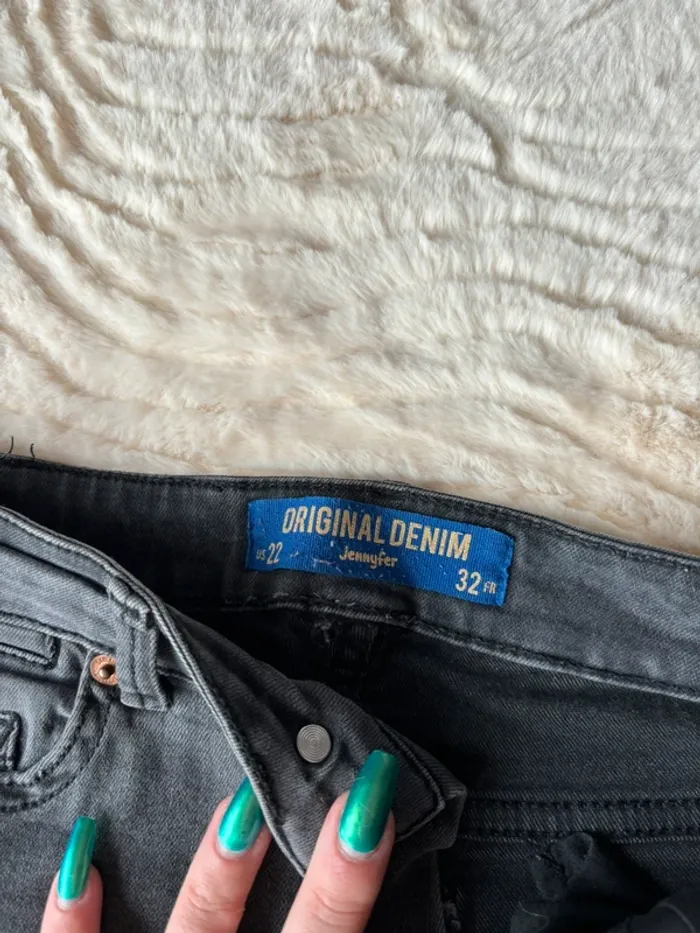 ORIGINAL DENIM
Jennyfer
US 22
32 FR